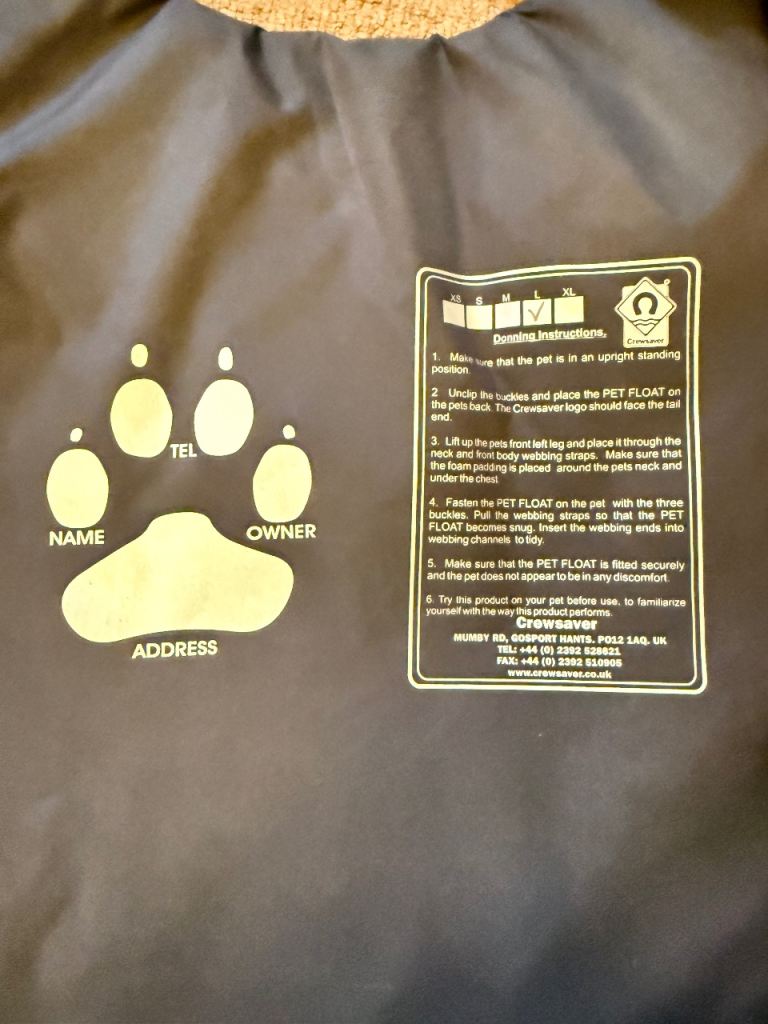 TEL
NAME
OWNER
ADDRESS
XS S M L XL
Crewsaver
Donning Instructions.
1. Make sure that the pet is in an upright standing
position.
2 Unclip the buckles and place the PET FLOAT on
the pets back. The Crewsaver logo should face the tail
end.
3. Lift up the pets front left leg and place it through the
neck and front body webbing straps. Make sure that
the foam padding is placed around the pets neck and
under the chest
4. Fasten the PET FLOAT on the pet with the three
buckles. Pull the webbing straps so that the PET
FLOAT becomes snug. Insert the webbing ends into
webbing channels to tidy.
5. Make sure that the PET FLOAT is fitted securely
and the pet does not appear to be in any discomfort.
6. Try this product on your pet before use, to familiarize
yourself with the way this product performs.
Crewsaver
MUMBY RD, GOSPORT HANTS. PO12 1AQ. UK
TEL: +44 (0) 2392 528621
FAX: +44 (0) 2392 510905
www.crewsaver.co.uk